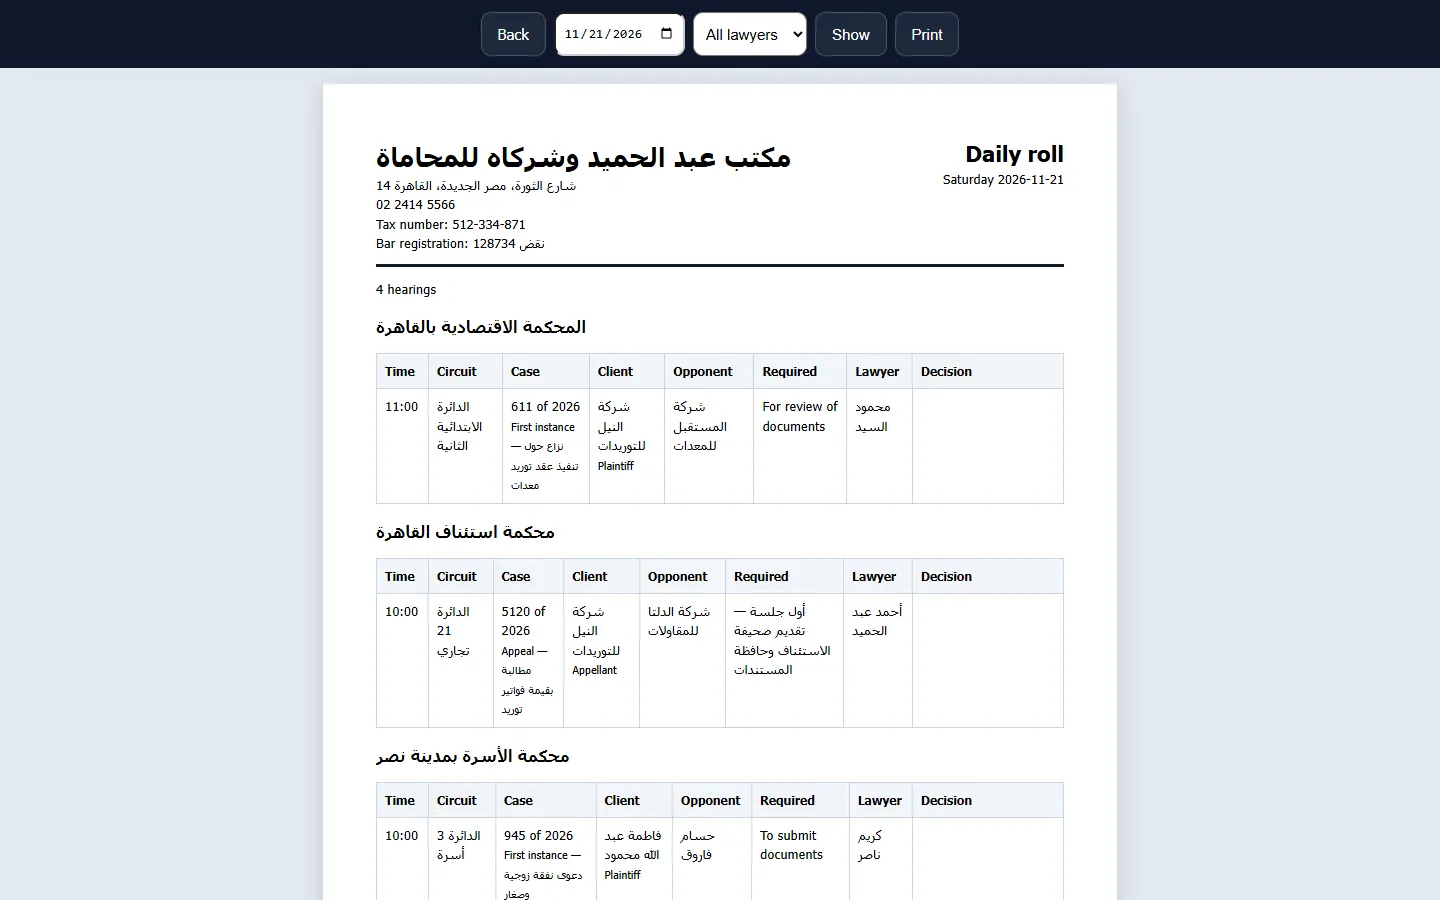 Back
11/21/2026
All lawyers
Show
Print
مكتب عبد الحميد وشركاه للمحاماة
14 شارع الثورة، مصر الجديدة، القاهرة
02 2414 5566
Tax number: 512-334-871
Bar registration: 128734 نقض
Daily roll
Saturday 2026-11-21
4 hearings
المحكمة الاقتصادية بالقاهرة
Time Circuit Case Client Opponent Required Lawyer Decision
11:00
الدائرة
الابتدائية
الثانية
611 of 2026
First instance
— نزاع حول
تنفيذ عقد توريد
معدات
شركة
النيل
للتوريدات
Plaintiff
شركة
المستقبل
للمعدات
For review of
documents
محمود
السيد
محكمة استئناف القاهرة
Time Circuit Case Client Opponent Required Lawyer Decision
10:00
الدائرة
21
تجاري
5120 of
2026
Appeal —
مطالبة
بقيمة فواتير
توريد
شركة
النيل
للتوريدات
Appellant
شركة الدلتا
للمقاولات
أول جلسة —
تقديم صحيفة
الاستئناف وحافظة
المستندات
أحمد عبد
الحميد
محكمة الأسرة بمدينة نصر
Time Circuit Case Client Opponent Required Lawyer Decision
10:00
الدائرة 3
أسرة
945 of 2026
First instance —
دعوى نفقة زوجية
وصغار
فاطمة عبد
الله محمود
Plaintiff
حسام
فاروق
To submit
documents
كريم
ناصر